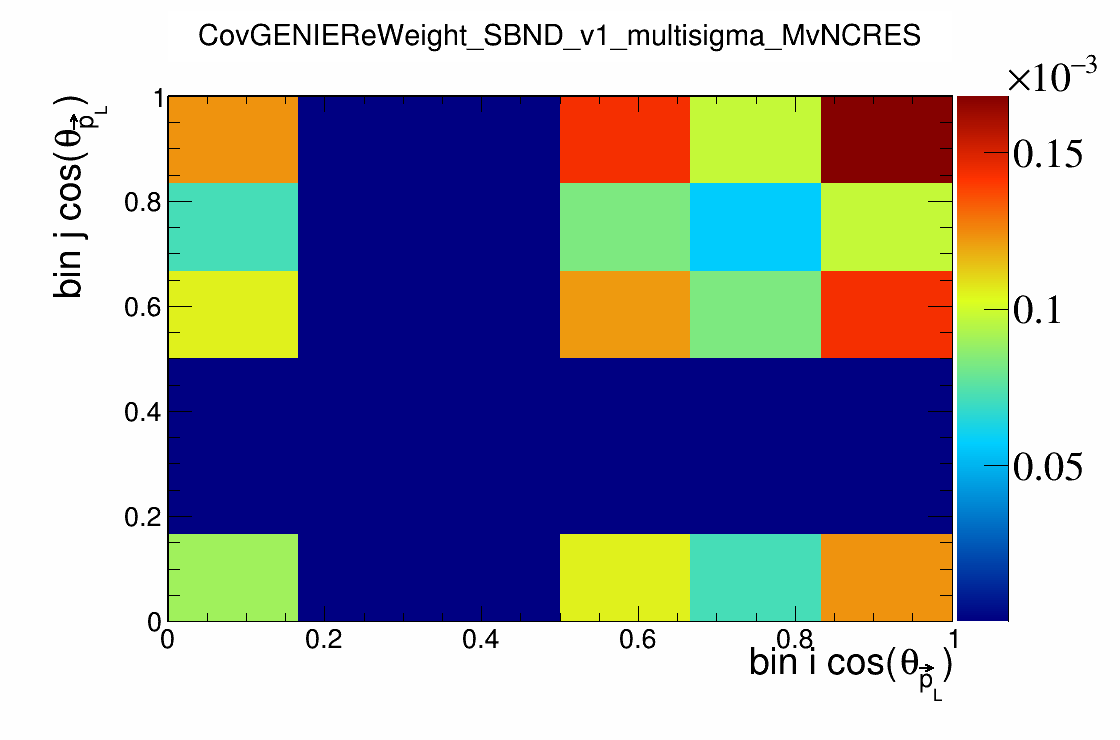 CovGENIEReWeight_SBND_v1_multisigma_MvNCRES
×10⁻³
bin j cos(θ_p⃗_L)
1
0.8
0.6
0.4
0.2
0
0 0.2 0.4 0.6 0.8 1
0.15
0.1
0.05
bin i cos(θ_p⃗_L)